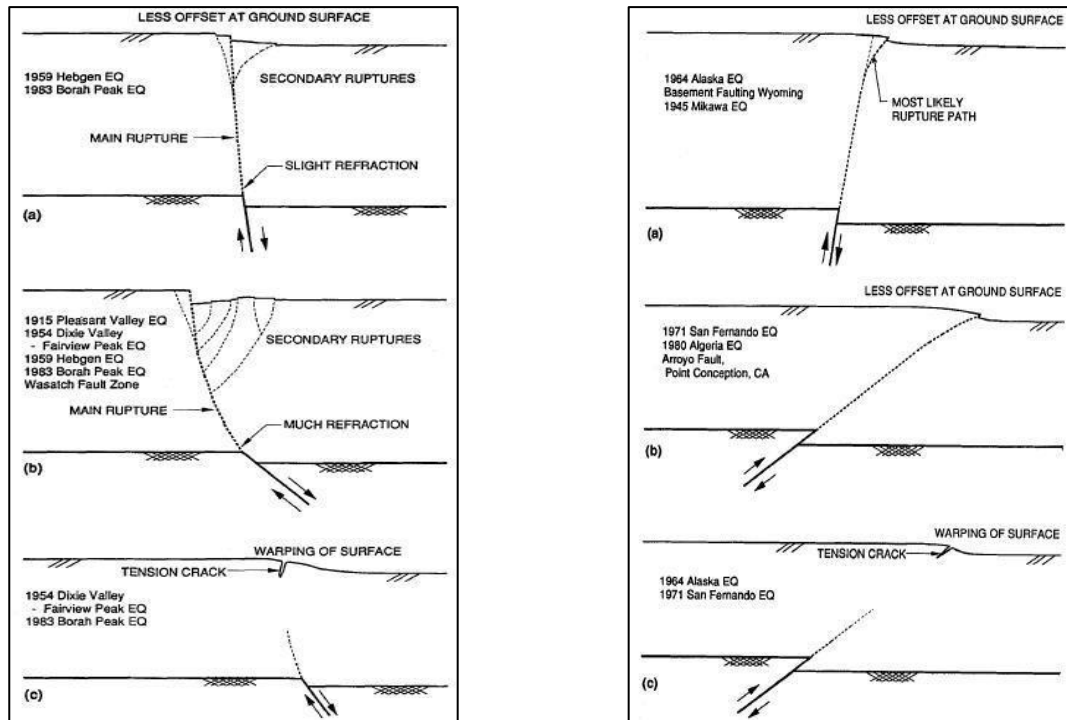 LESS OFFSET AT GROUND SURFACE
1959 Hebgen EQ
1983 Borah Peak EQ
SECONDARY RUPTURES
MAIN RUPTURE
SLIGHT REFRACTION
(a)
1915 Pleasant Valley EQ
1954 Dixie Valley
- Fairview Peak EQ
1959 Hebgen EQ
1983 Borah Peak EQ
Wasatch Fault Zone
SECONDARY RUPTURES
MAIN RUPTURE
MUCH REFRACTION
(b)
WARPING OF SURFACE
TENSION CRACK
1954 Dixie Valley
- Fairview Peak EQ
1983 Borah Peak EQ
(c)
LESS OFFSET AT GROUND SURFACE
1964 Alaska EQ
Basement Faulting Wyoming
1945 Mikawa EQ
MOST LIKELY
RUPTURE PATH
(a)
LESS OFFSET AT GROUND SURFACE
1971 San Fernando EQ
1980 Algeria EQ
Arroyo Fault,
Point Conception, CA
(b)
WARPING OF SURFACE
TENSION CRACK
1964 Alaska EQ
1971 San Fernando EQ
(c)